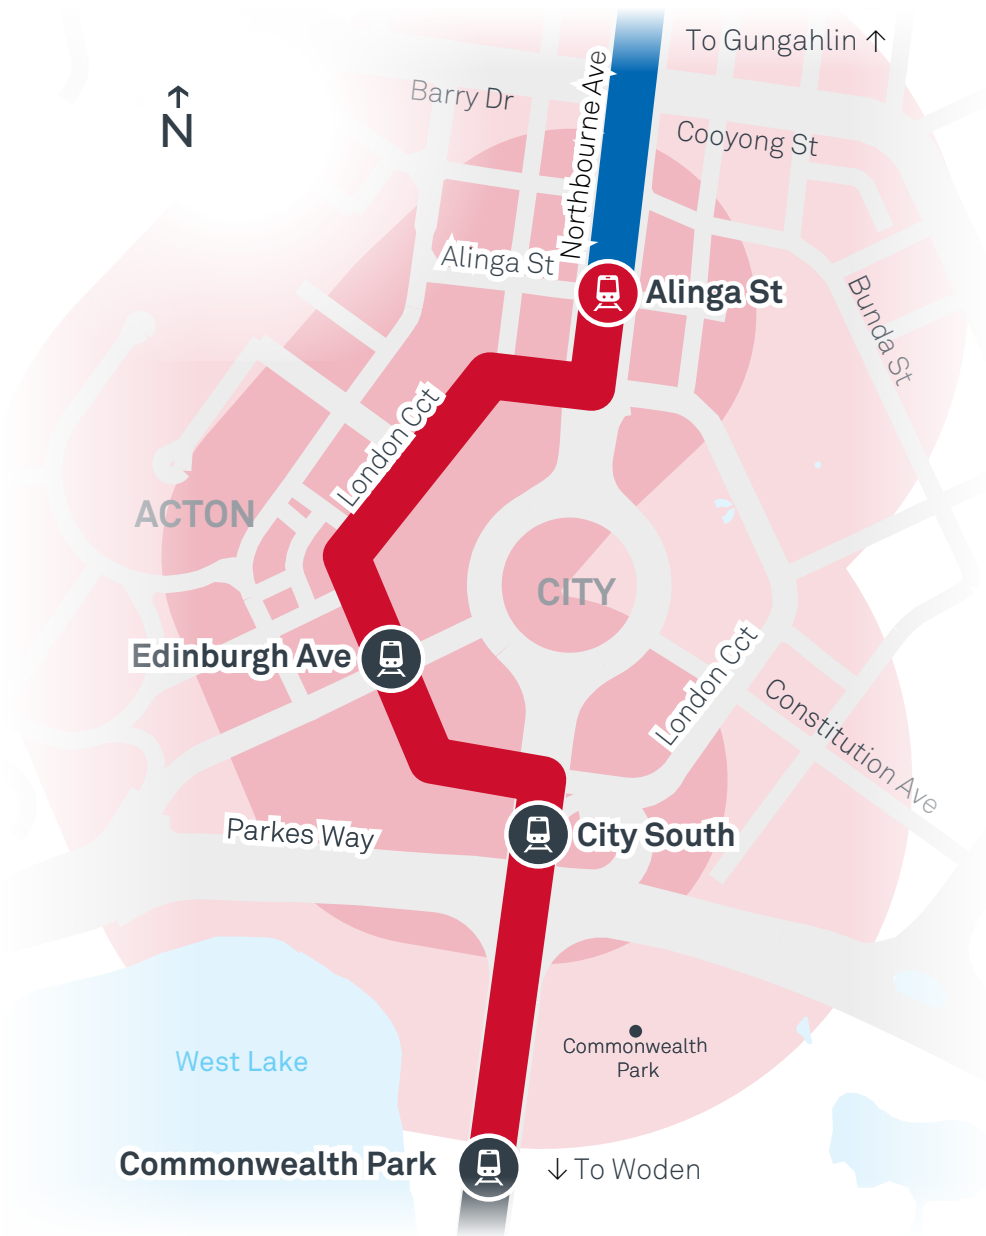 To Gungahlin ↑
Barry Dr
Northbourne Ave
↑
N
Cooyong St
Alinga St
Alinga St
Bunda St
London Cct
ACTON
CITY
Edinburgh Ave
London Cct
Constitution Ave
Parkes Way
City South
Commonwealth
Park
West Lake
Commonwealth Park
↓ To Woden